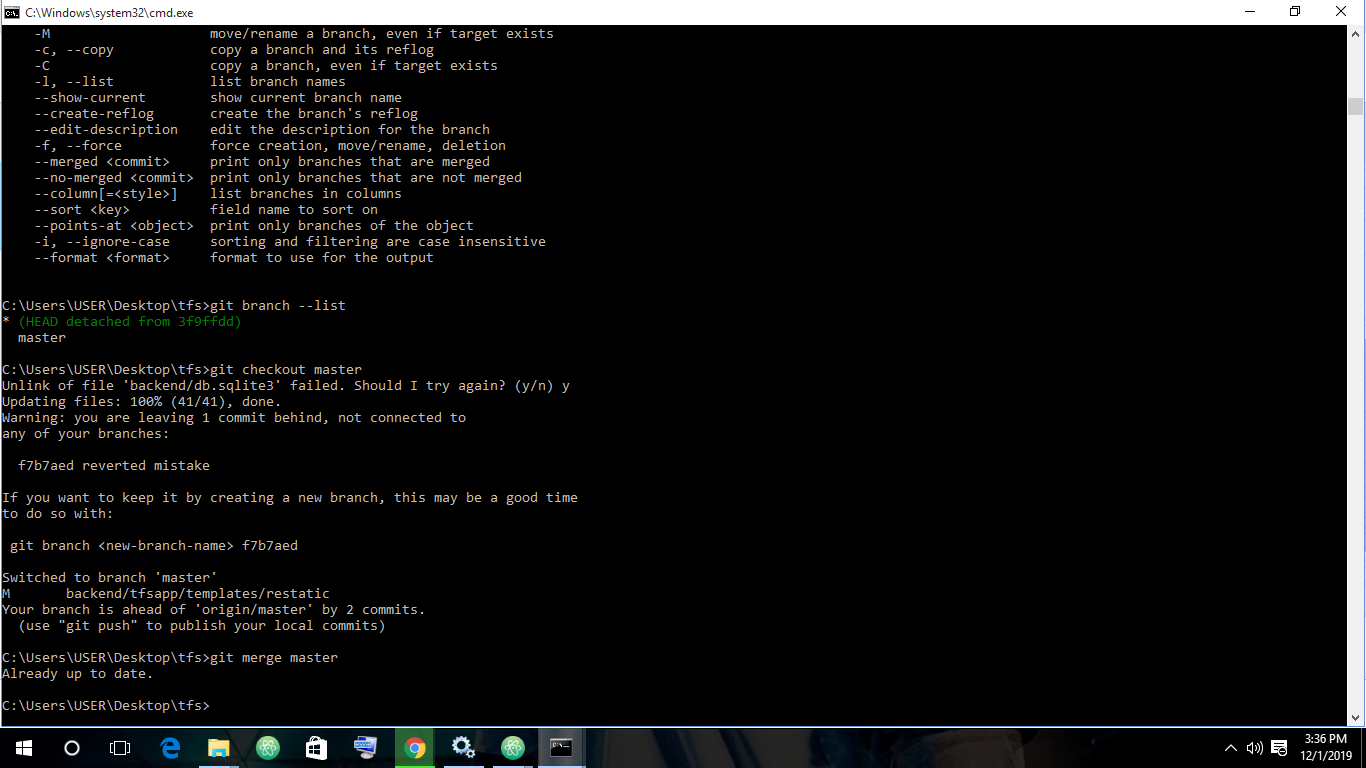 C:\Windows\system32\cmd.exe
-M move/rename a branch, even if target exists
-c, --copy copy a branch and its reflog
-C copy a branch, even if target exists
-l, --list list branch names
--show-current show current branch name
--create-reflog create the branch's reflog
--edit-description edit the description for the branch
-f, --force force creation, move/rename, deletion
--merged <commit> print only branches that are merged
--no-merged <commit> print only branches that are not merged
--column[=<style>] list branches in columns
--sort <key> field name to sort on
--points-at <object> print only branches of the object
-i, --ignore-case sorting and filtering are case insensitive
--format <format> format to use for the output
C:\Users\USER\Desktop\tfs>git branch --list
* (HEAD detached from 3f9ffdd)
master
C:\Users\USER\Desktop\tfs>git checkout master
Unlink of file 'backend/db.sqlite3' failed. Should I try again? (y/n) y
Updating files: 100% (41/41), done.
Warning: you are leaving 1 commit behind, not connected to
any of your branches:
f7b7aed reverted mistake
If you want to keep it by creating a new branch, this may be a good time
to do so with:
git branch <new-branch-name> f7b7aed
Switched to branch 'master'
M backend/tfsapp/templates/restatic
Your branch is ahead of 'origin/master' by 2 commits.
(use "git push" to publish your local commits)
C:\Users\USER\Desktop\tfs>git merge master
Already up to date.
C:\Users\USER\Desktop\tfs>
3:36 PM
12/1/2019